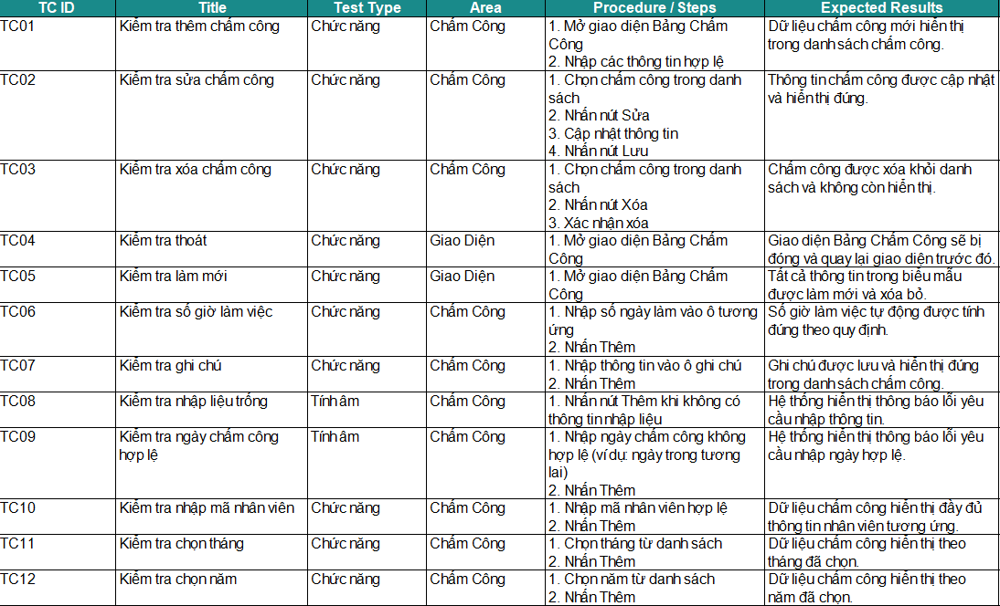 TC ID Title Test Type Area Procedure / Steps Expected Results
TC01 Kiểm tra thêm chấm công Chức năng Chấm Công 1. Mở giao diện Bảng Chấm Dữ liệu chấm công mới hiển thị
Công trong danh sách chấm công.
2. Nhập các thông tin hợp lệ
TC02 Kiểm tra sửa chấm công Chức năng Chấm Công 1. Chọn chấm công trong danh Thông tin chấm công được cập nhật
sách và hiển thị đúng.
2. Nhấn nút Sửa
3. Cập nhật thông tin
4. Nhấn nút Lưu
TC03 Kiểm tra xóa chấm công Chức năng Chấm Công 1. Chọn chấm công trong danh Chấm công được xóa khỏi danh
sách sách và không còn hiển thị.
2. Nhấn nút Xóa
3. Xác nhận xóa
TC04 Kiểm tra thoát Chức năng Giao Diện 1. Mở giao diện Bảng Chấm Giao diện Bảng Chấm Công sẽ bị
Công đóng và quay lại giao diện trước đó.
TC05 Kiểm tra làm mới Chức năng Giao Diện 1. Mở giao diện Bảng Chấm Tất cả thông tin trong biểu mẫu
Công được làm mới và xóa bỏ.
TC06 Kiểm tra số giờ làm việc Chức năng Chấm Công 1. Nhập số ngày làm vào ô tương Số giờ làm việc tự động được tính
ứng đúng theo quy định.
2. Nhấn Thêm
TC07 Kiểm tra ghi chú Chức năng Chấm Công 1. Nhập thông tin vào ô ghi chú Ghi chú được lưu và hiển thị đúng
2. Nhấn Thêm trong danh sách chấm công.
TC08 Kiểm tra nhập liệu trống Tính âm Chấm Công 1. Nhấn nút Thêm khi không có Hệ thống hiển thị thông báo lỗi yêu
thông tin nhập liệu cầu nhập thông tin.
TC09 Kiểm tra ngày chấm công Tính âm Chấm Công 1. Nhập ngày chấm công không Hệ thống hiển thị thông báo lỗi yêu
hợp lệ hợp lệ (ví dụ: ngày trong tương cầu nhập ngày hợp lệ.
lai)
2. Nhấn Thêm
TC10 Kiểm tra nhập mã nhân viên Chức năng Chấm Công 1. Nhập mã nhân viên hợp lệ Dữ liệu chấm công hiển thị đầy đủ
2. Nhấn Thêm thông tin nhân viên tương ứng.
TC11 Kiểm tra chọn tháng Chức năng Chấm Công 1. Chọn tháng từ danh sách Dữ liệu chấm công hiển thị theo
2. Nhấn Thêm tháng đã chọn.
TC12 Kiểm tra chọn năm Chức năng Chấm Công 1. Chọn năm từ danh sách Dữ liệu chấm công hiển thị theo
2. Nhấn Thêm năm đã chọn.